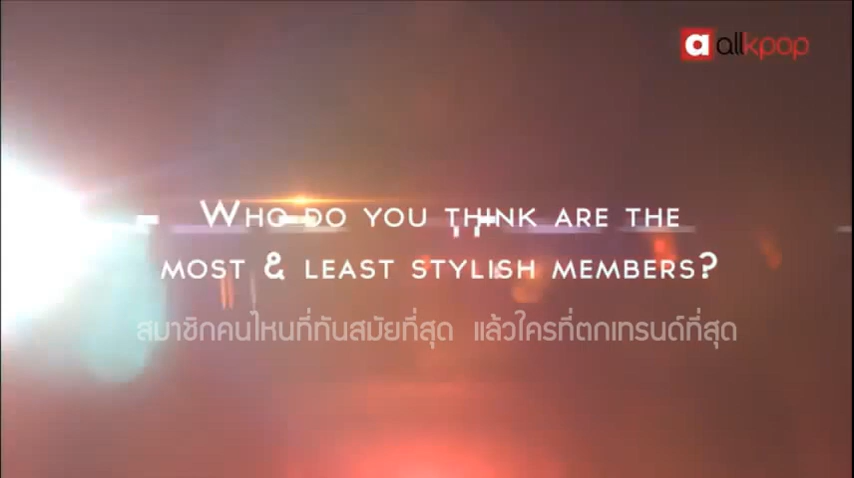 a allkpop
Who do you think are the
most & least stylish members?
สมาชิกคนไหนที่ทันสมัยที่สุด แล้วใครที่ตกเทรนด์ที่สุด